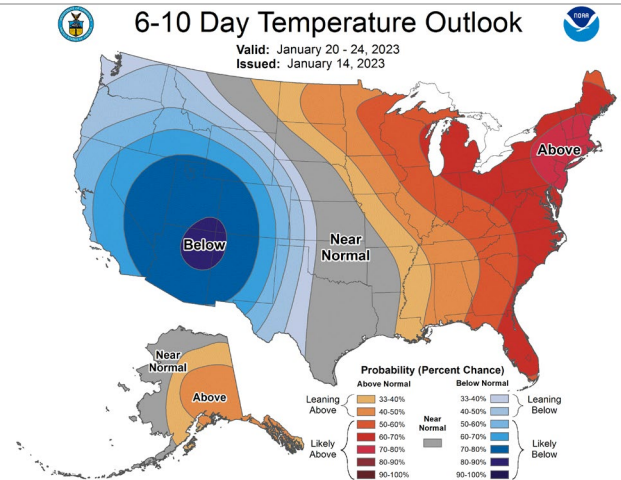 6-10 Day Temperature Outlook
Valid: January 20 - 24, 2023
Issued: January 14, 2023
NOAA
Above
Below
Near
Normal
Near
Normal
Above
Probability (Percent Chance)
Above Normal
Below Normal
Leaning
Above
33-40%
40-50%
Likely
Above
50-60%
60-70%
70-80%
80-90%
90-100%
Near
Normal
33-40%
40-50%
Leaning
Below
50-60%
60-70%
70-80%
80-90%
90-100%
Likely
Below